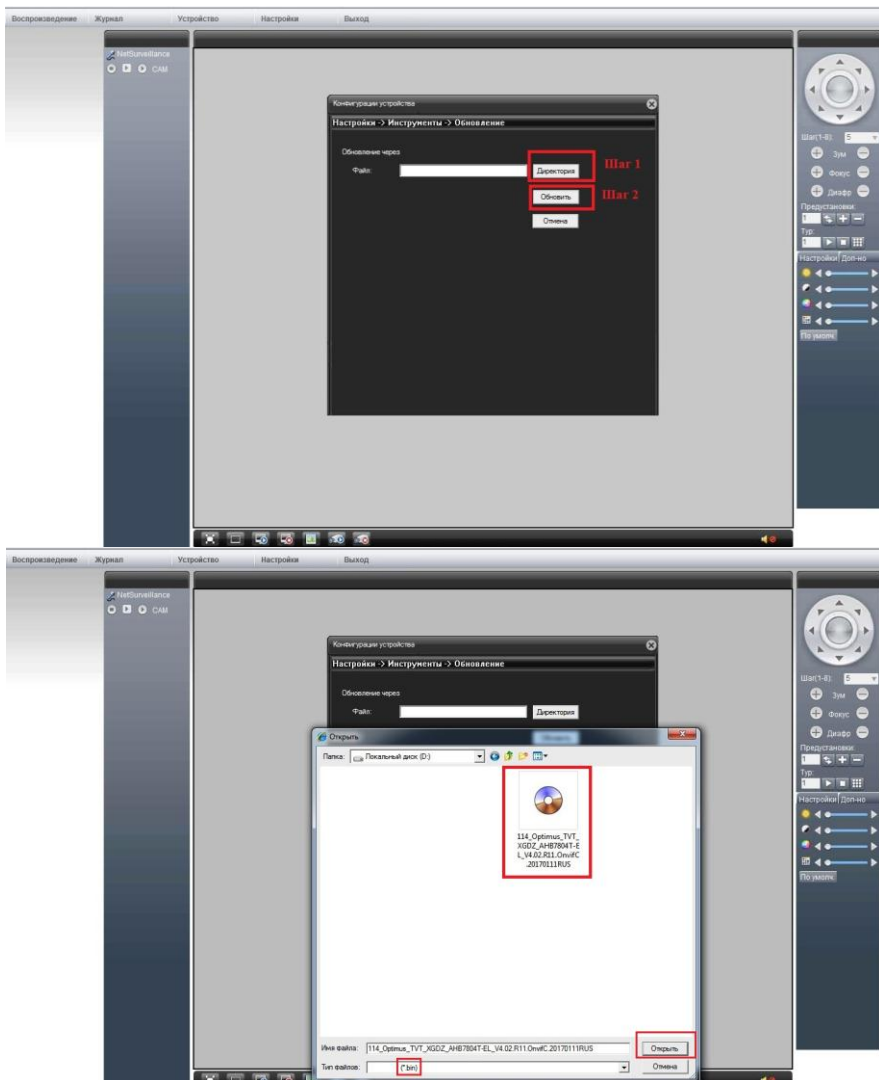 Воспроизведение Журнал Устройство Настройки Выход
NetSurveillance
CAM
Конфигурации устройства
Настройки -> Инструменты -> Обновление
Обновление через
Файл: Директория Шаг 1
Обновить Шаг 2
Отмена
Шаг(1-8): 5
Зум
Фокус
Диафр
Предустановки:
1
Тур:
1
Настройки Доп-но
По умолч
Воспроизведение Журнал Устройство Настройки Выход
NetSurveillance
CAM
Конфигурации устройства
Настройки -> Инструменты -> Обновление
Обновление через
Файл: Директория
Обновить
Открыть
Папка: Локальный диск (D:)
114_Optimus_TVT_
XGDZ_AHB7804T-E
L_V4.02.R11.OnvifC
.20170111RUS
Имя файла: 114_Optimus_TVT_XGDZ_AHB7804T-EL_V4.02.R11.OnvifC.20170111RUS Открыть
Тип файлов: (*.bin) Отмена
Шаг(1-8): 5
Зум
Фокус
Диафр
Предустановки:
1
Тур:
1
Настройки Доп-но
По умолч